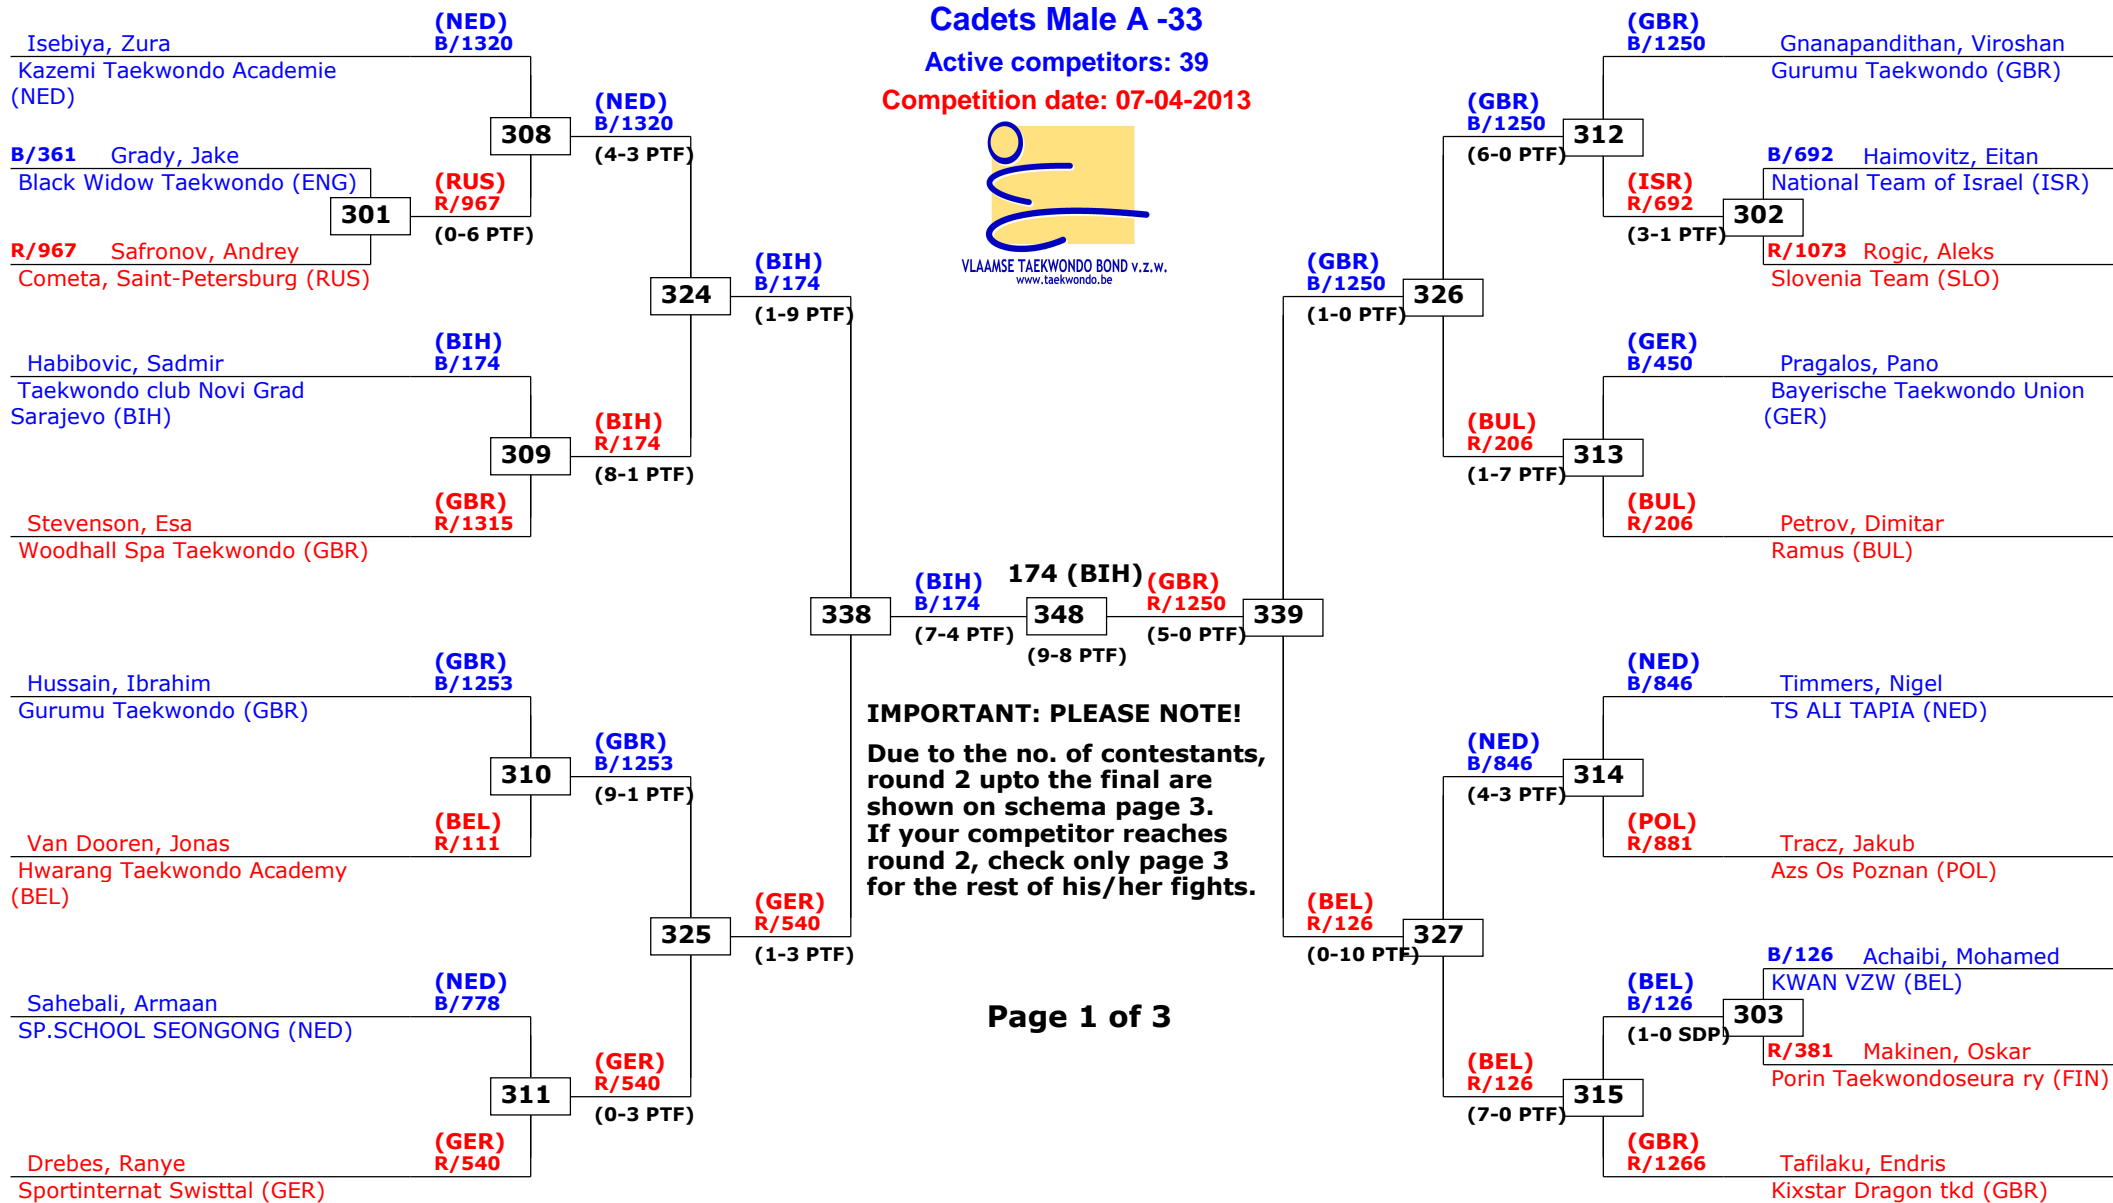 Cadets Male A -33
Active competitors: 39
Competition date: 07-04-2013
VLAAMSE TAEKWONDO BOND v.z.w.
www.taekwondo.be
Isebiya, Zura
(NED)
B/1320
Kazemi Taekwondo Academie
(NED)
308
(NED)
B/1320
(4-3 PTF)
B/361 Grady, Jake
Black Widow Taekwondo (ENG)
301
(RUS)
R/967
(0-6 PTF)
R/967 Safronov, Andrey
Cometa, Saint-Petersburg (RUS)
324
(BIH)
B/174
(1-9 PTF)
Habibovic, Sadmir
(BIH)
B/174
Taekwondo club Novi Grad
Sarajevo (BIH)
309
(BIH)
R/174
(8-1 PTF)
Stevenson, Esa
(GBR)
R/1315
Woodhall Spa Taekwondo (GBR)
338
(BIH)
B/174
(7-4 PTF)
174 (BIH)
348
(9-8 PTF)
(GBR)
R/1250
(5-0 PTF)
339
Hussain, Ibrahim
(GBR)
B/1253
Gurumu Taekwondo (GBR)
310
(GBR)
B/1253
(9-1 PTF)
Van Dooren, Jonas
(BEL)
R/111
Hwarang Taekwondo Academy
(BEL)
325
(GER)
R/540
(1-3 PTF)
Sahebali, Armaan
(NED)
B/778
SP.SCHOOL SEONGONG (NED)
311
(GER)
R/540
(0-3 PTF)
Drebes, Ranye
(GER)
R/540
Sportinternat Swisttal (GER)
IMPORTANT: PLEASE NOTE!
Due to the no. of contestants,
round 2 upto the final are
shown on schema page 3.
If your competitor reaches
round 2, check only page 3
for the rest of his/her fights.
Page 1 of 3
(GBR)
B/1250
Gnanapandithan, Viroshan
Gurumu Taekwondo (GBR)
(GBR)
B/1250
(6-0 PTF)
312
B/692 Haimovitz, Eitan
National Team of Israel (ISR)
(ISR)
R/692
(3-1 PTF)
302
R/1073 Rogic, Aleks
Slovenia Team (SLO)
(GBR)
B/1250
(1-0 PTF)
326
(GER)
B/450
Pragalos, Pano
Bayerische Taekwondo Union
(GER)
(BUL)
R/206
(1-7 PTF)
313
(BUL)
R/206
Petrov, Dimitar
Ramus (BUL)
(NED)
B/846
Timmers, Nigel
TS ALI TAPIA (NED)
(NED)
B/846
(4-3 PTF)
314
(POL)
R/881
Tracz, Jakub
Azs Os Poznan (POL)
(BEL)
R/126
(0-10 PTF)
327
B/126 Achaibi, Mohamed
KWAN VZW (BEL)
(BEL)
B/126
(1-0 SDP)
303
R/381 Makinen, Oskar
Porin Taekwondoseura ry (FIN)
(BEL)
R/126
(7-0 PTF)
315
(GBR)
R/1266
Tafilaku, Endris
Kixstar Dragon tkd (GBR)